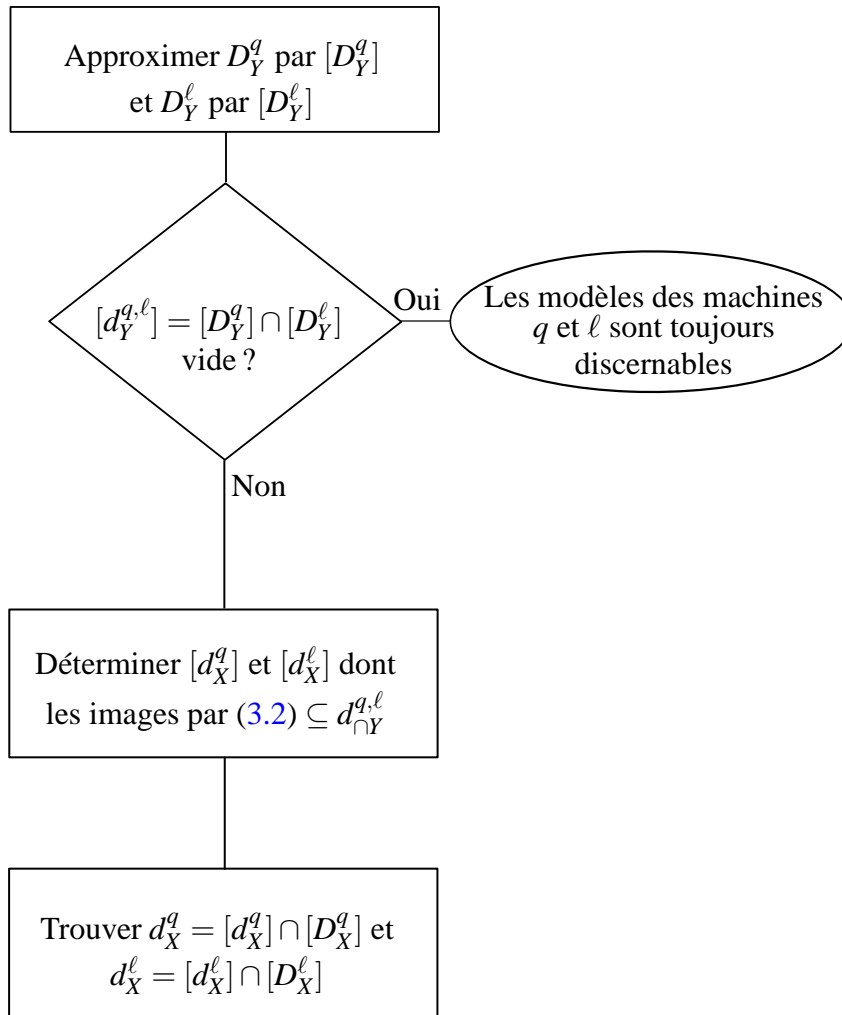 Approximer $D_Y^q$ par $[D_Y^q]$
et $D_Y^\ell$ par $[D_Y^\ell]$
$[d_Y^{q,\ell}] = [D_Y^q] \cap [D_Y^\ell]$
vide ?
Oui
Les modèles des machines
$q$ et $\ell$ sont toujours
discernables
Non
Déterminer $[d_X^q]$ et $[d_X^\ell]$ dont
les images par (3.2) $\subseteq d_{\cap Y}^{q,\ell}$
Trouver $d_X^q = [d_X^q] \cap [D_X^q]$ et
$d_X^\ell = [d_X^\ell] \cap [D_X^\ell]$